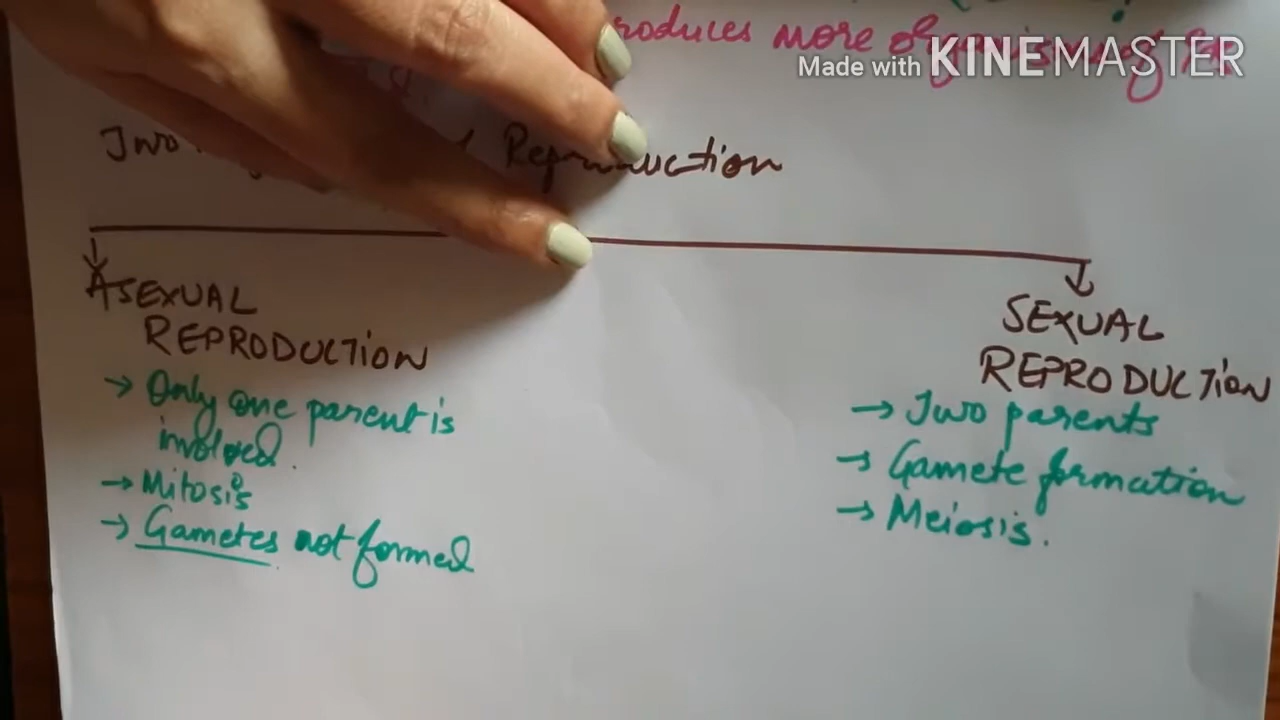 roduces more of
Made with KINEMASTER
Two Reproduction
ASEXUAL
REPRODUCTION
→ Only one parent is
involved.
→ Mitosis
→ Gametes not formed
SEXUAL
REPRODUCTION
→ Two parents
→ Gamete formation
→ Meiosis.